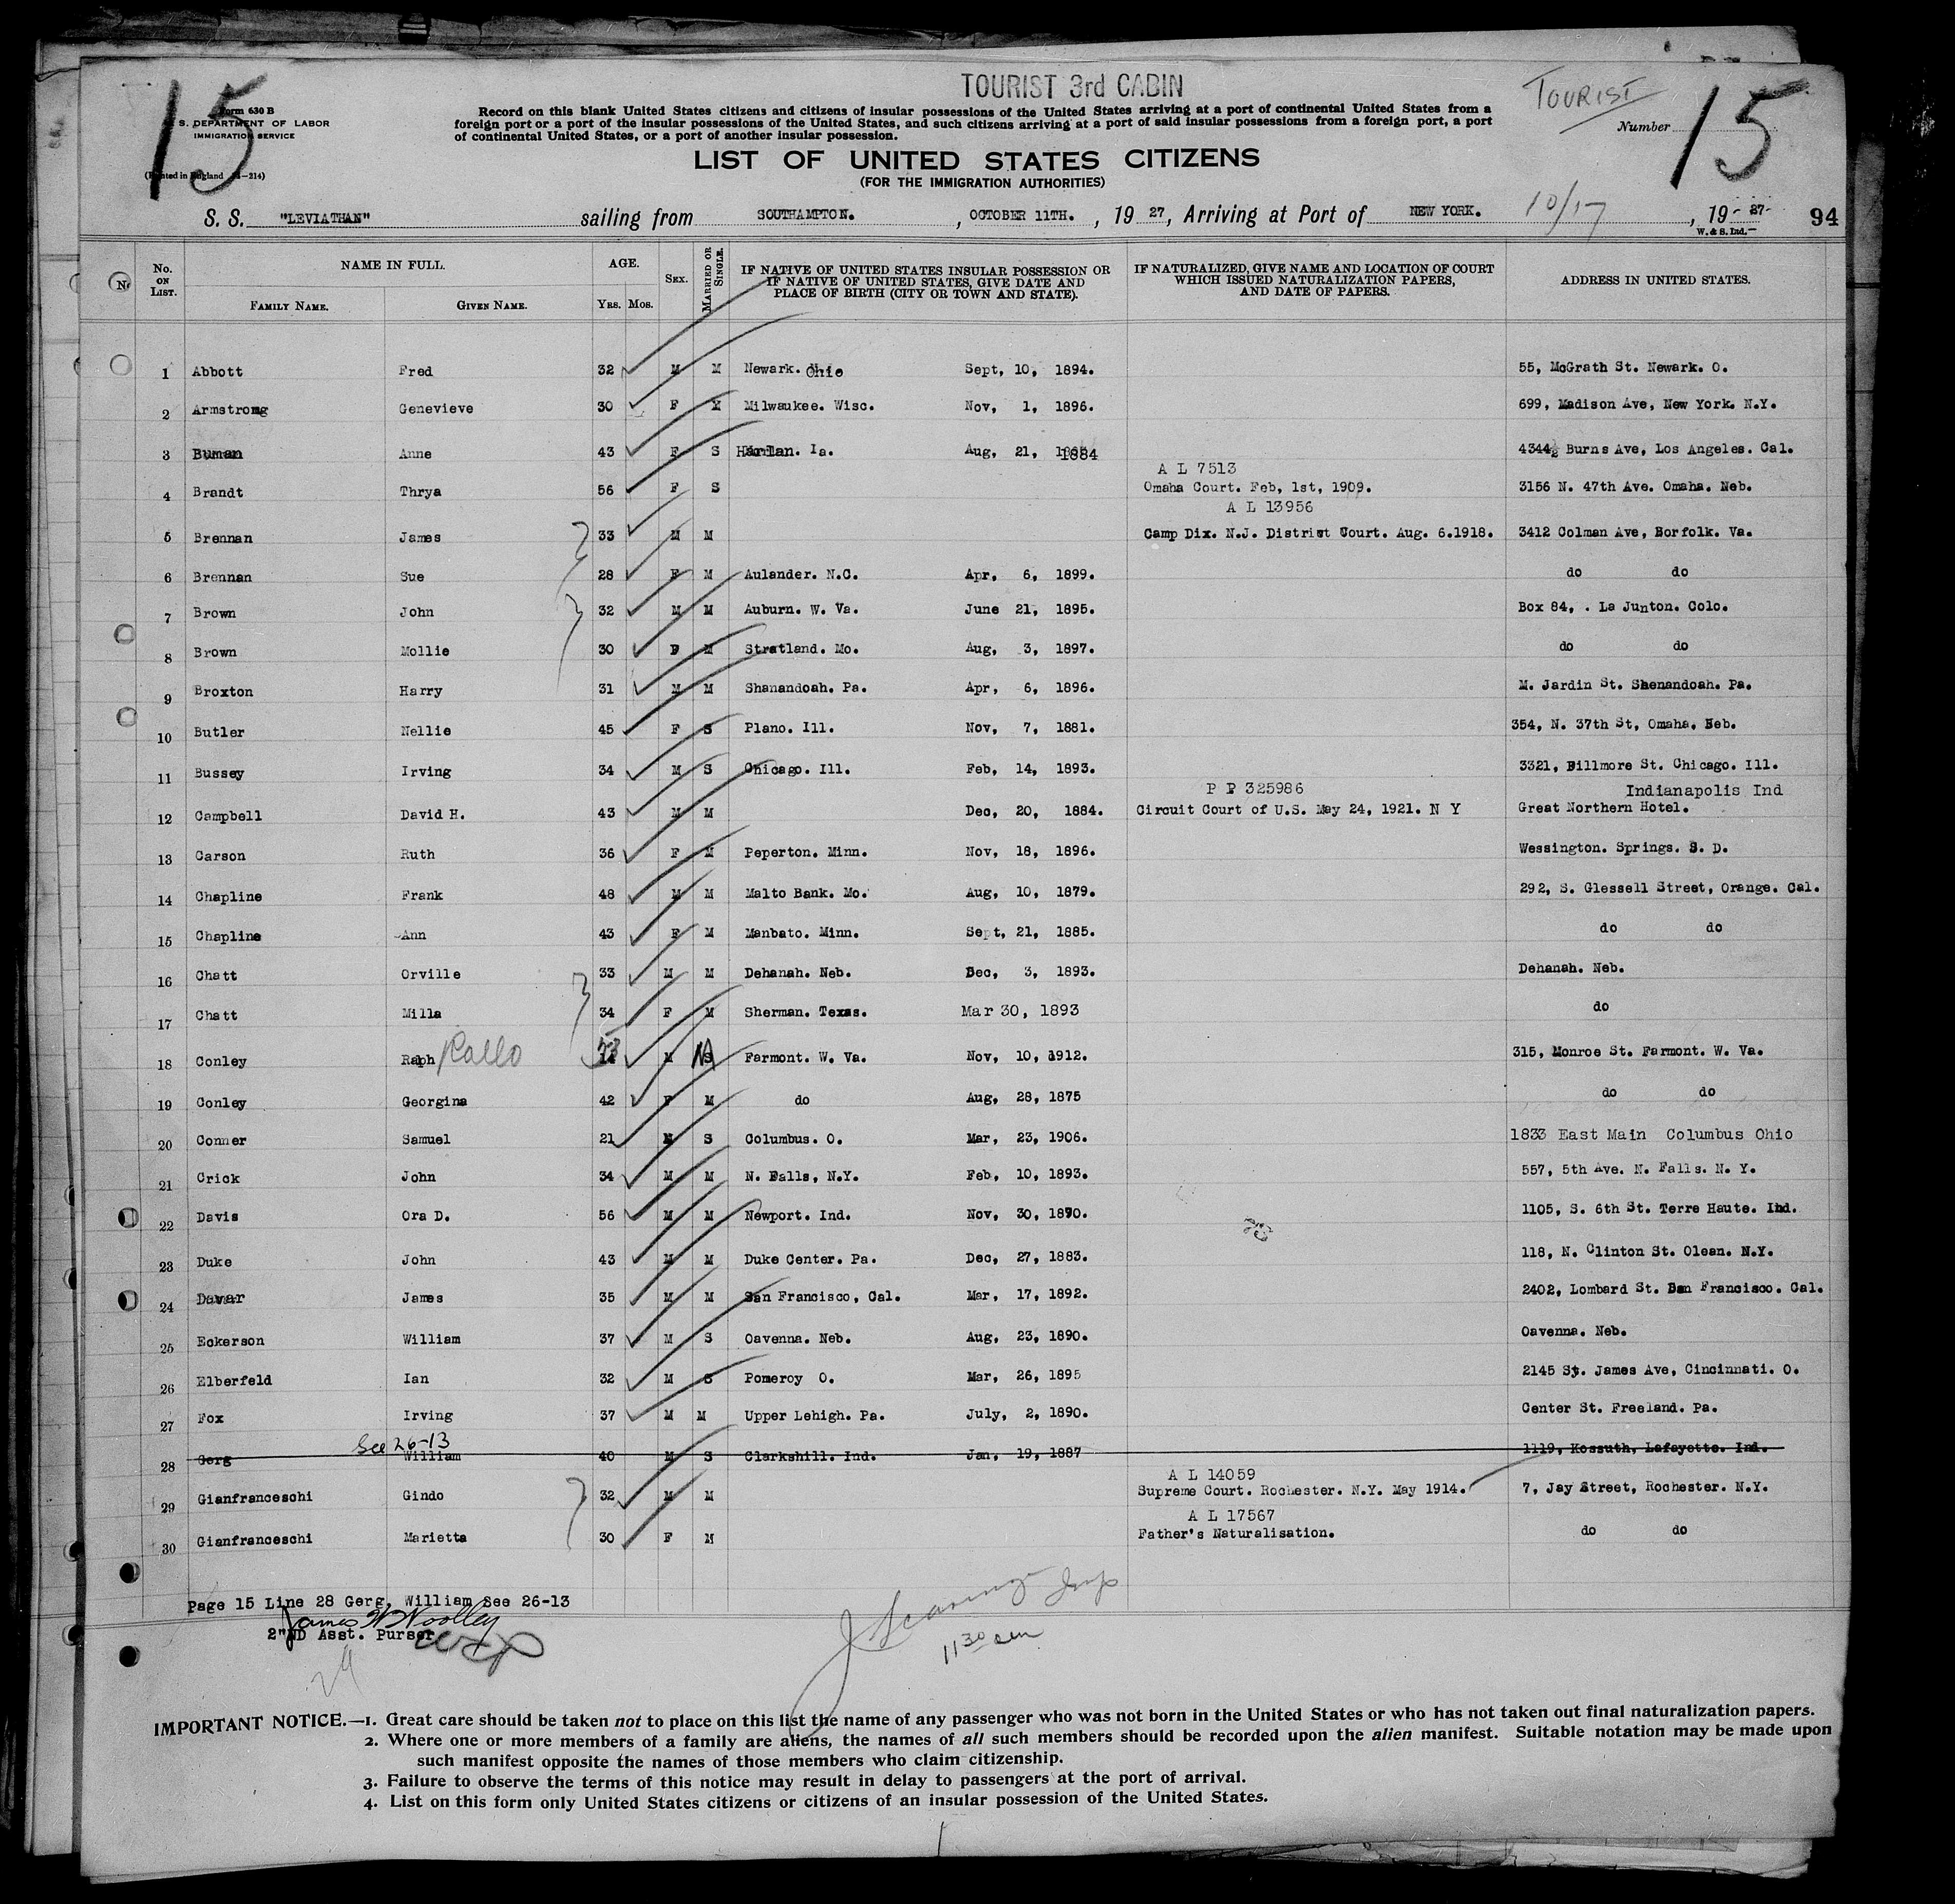 TOURIST 3rd CABIN
TOURIST
15
15
Form 630 B
S. DEPARTMENT OF LABOR
IMMIGRATION SERVICE
Record on this blank United States citizens and citizens of insular possessions of the United States arriving at a port of continental United States from a
foreign port or a port of the insular possessions of the United States, and such citizens arriving at a port of said insular possessions from a foreign port, a port
of continental United States, or a port of another insular possession.
Number
LIST OF UNITED STATES CITIZENS
(FOR THE IMMIGRATION AUTHORITIES)
S. S. "LEVIATHAN" sailing from SOUTHAMPTON. , OCTOBER 11TH. , 19 27, Arriving at Port of NEW YORK. 10/17 , 19 27- 94
W. & S. Ltd.
No. ON LIST. NAME IN FULL. FAMILY NAME. GIVEN NAME. AGE. YRS. MOS. SEX. MARRIED OR SINGLE. IF NATIVE OF UNITED STATES INSULAR POSSESSION OR IF NATIVE OF UNITED STATES, GIVE DATE AND PLACE OF BIRTH (CITY OR TOWN AND STATE). IF NATURALIZED, GIVE NAME AND LOCATION OF COURT WHICH ISSUED NATURALIZATION PAPERS, AND DATE OF PAPERS. ADDRESS IN UNITED STATES.
1 Abbott Fred 32 M M Newark. Ohio Sept, 10, 1894. 55, McGrath St. Newark. O.
2 Armstrong Genevieve 30 F Milwaukee. Wisc. Nov, 1, 1896. 699, Madison Ave, New York. N.Y.
3 Buman Anne 43 F S Harlan. Ia. Aug, 21, 1884 4344½ Burns Ave, Los Angeles. Cal.
A L 7513
4 Brandt Thrya 56 F S Omaha Court. Feb, 1st, 1909. 3156 N. 47th Ave. Omaha. Neb.
A L 13956
5 Brennan James 33 M M Camp Dix. N.J. District Court. Aug. 6.1918. 3412 Colman Ave, Borfolk. Va.
6 Brennan Sue 28 F M Aulander. N.C. Apr, 6, 1899. do do
7 Brown John 32 M M Auburn. W. Va. June 21, 1895. Box 84, . La Junton. Colo.
8 Brown Mollie 30 F M Stratland. Mo. Aug, 3, 1897. do do
9 Broxton Harry 31 M M Shanandoah. Pa. Apr, 6, 1896. M. Jardin St. Shenandoah. Pa.
10 Butler Nellie 45 F S Plano. Ill. Nov, 7, 1881. 354, N. 37th St, Omaha. Neb.
11 Bussey Irving 34 M S Chicago. Ill. Feb, 14, 1893. 3321, Fillmore St. Chicago. Ill.
P P 325986 Indianapolis Ind
12 Campbell David H. 43 M M Dec, 20, 1884. Circuit Court of U.S. May 24, 1921. N Y Great Northern Hotel.
13 Carson Ruth 36 F M Peperton. Minn. Nov, 18, 1896. Wessington. Springs. S. D.
14 Chapline Frank 48 M M Malto Bank. Mo. Aug, 10, 1879. 292, S. Glessell Street, Orange. Cal.
15 Chapline Ann 43 F M Manbato. Minn. Sept, 21, 1885. do do
16 Chatt Orville 33 M M Dehanah. Neb. Dec, 3, 1893. Dehanah. Neb.
17 Chatt Milla 34 F M Sherman. Texas. Mar 30, 1893 do
18 Conley Raph Rallo 53 M M Farmont. W. Va. Nov, 10, 1912. 315, Monroe St. Farmont. W. Va.
19 Conley Georgina 42 F M do Aug, 28, 1875 do do
20 Conner Samuel 21 M S Columbus. O. Mar, 23, 1906. 1833 East Main Columbus Ohio
21 Crick John 34 M M N. Falls, N.Y. Feb, 10, 1893. 557, 5th Ave. N. Falls. N. Y.
22 Davis Ora D. 56 M M Newport. Ind. Nov, 30, 1870. 1105, S. 6th St. Terre Haute. Ind.
23 Duke John 43 M M Duke Center. Pa. Dec, 27, 1883. 118, N. Clinton St. Olean. N.Y.
24 Davar James 35 M M San Francisco, Cal. Mar, 17, 1892. 2402, Lombard St. San Francisco. Cal.
25 Eckerson William 37 M S Oavenna. Neb. Aug, 23, 1890. Oavenna. Neb.
26 Elberfeld Ian 32 M S Pomeroy O. Mar, 26, 1895 2145 St. James Ave, Cincinnati. O.
27 Fox Irving 37 M M Upper Lehigh. Pa. July, 2, 1890. Center St. Freeland. Pa.
See 26-13
28 Gerg William 40 M S Clarkshill. Ind. Jan, 19, 1887 1119, Kossuth, Lafayette. Ind.
A L 14059
29 Gianfranceschi Gindo 32 M M Supreme Court. Rochester. N.Y. May 1914. 7, Jay Street, Rochester. N.Y.
A L 17567
30 Gianfranceschi Marietta 30 F M Father's Naturalisation. do do
Page 15 Line 28 Gerg, William See 26-13
James W Woolley
2"ND Asst. Purser
11 30 am
29
IMPORTANT NOTICE.—1. Great care should be taken not to place on this list the name of any passenger who was not born in the United States or who has not taken out final naturalization papers.
2. Where one or more members of a family are aliens, the names of all such members should be recorded upon the alien manifest. Suitable notation may be made upon
such manifest opposite the names of those members who claim citizenship.
3. Failure to observe the terms of this notice may result in delay to passengers at the port of arrival.
4. List on this form only United States citizens or citizens of an insular possession of the United States.